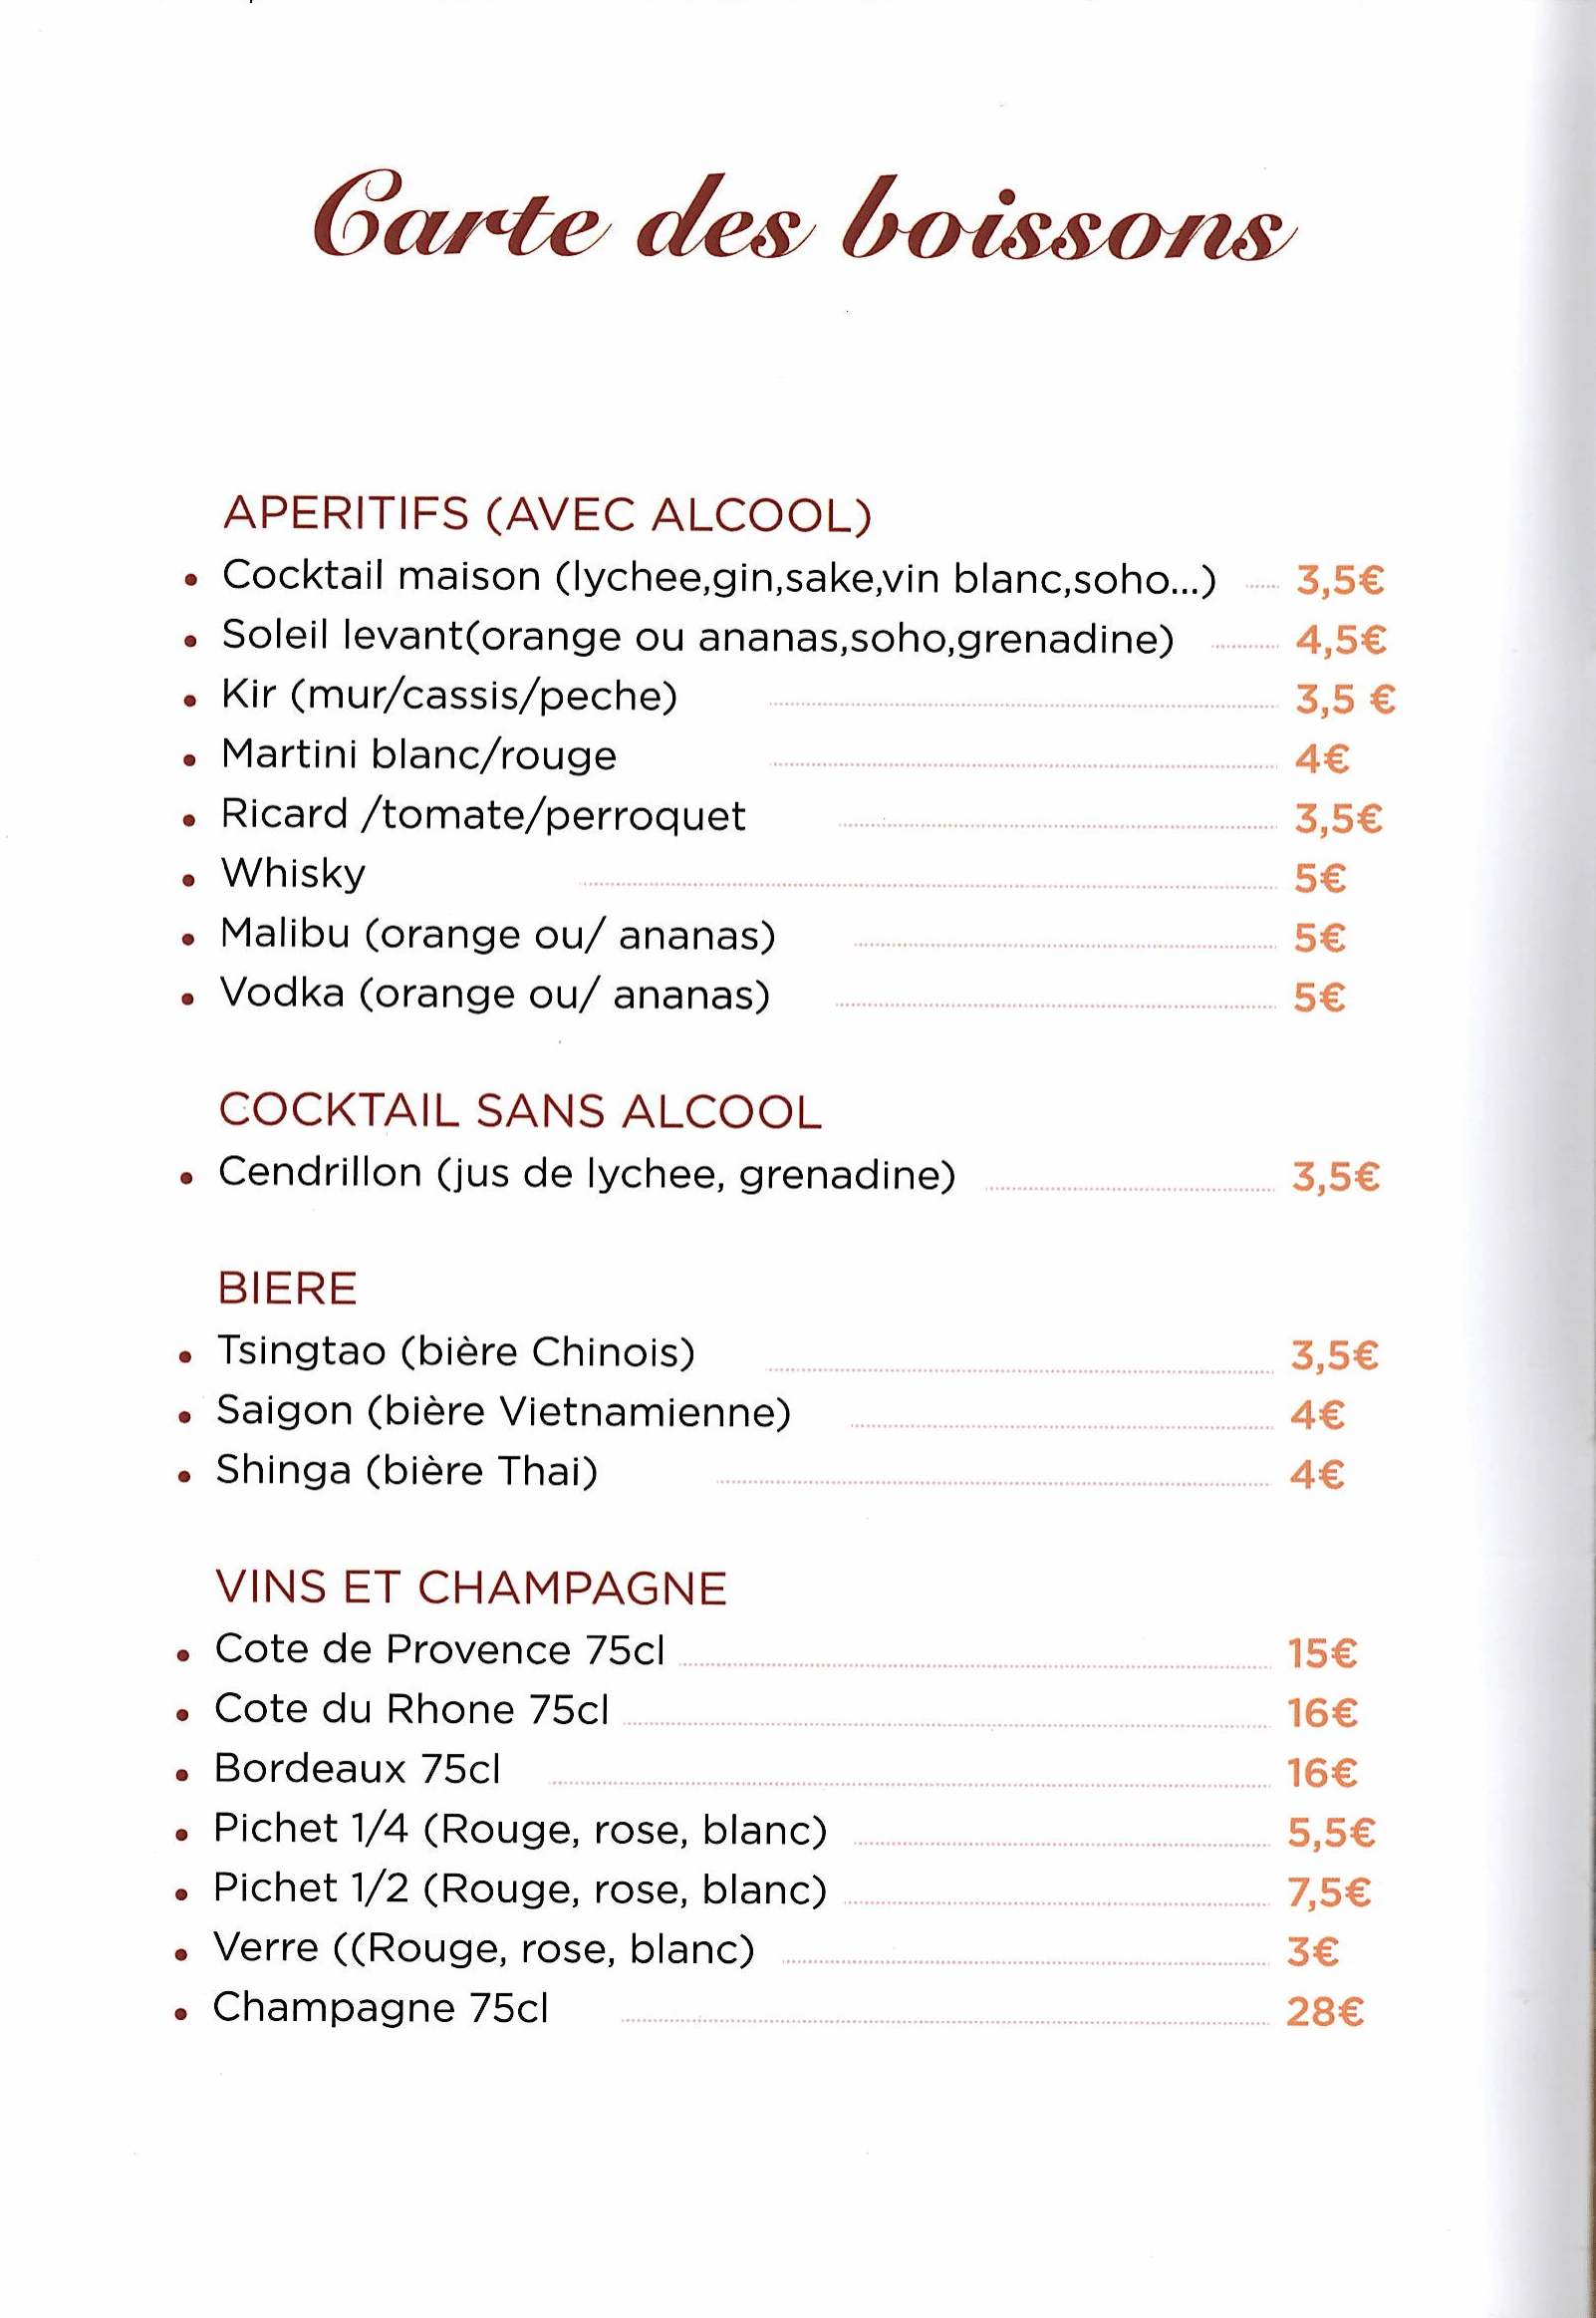 Carte des boissons
APERITIFS (AVEC ALCOOL)
• Cocktail maison (lychee,gin,sake,vin blanc,soho...) 3,5€
• Soleil levant(orange ou ananas,soho,grenadine) 4,5€
• Kir (mur/cassis/peche) 3,5 €
• Martini blanc/rouge 4€
• Ricard /tomate/perroquet 3,5€
• Whisky 5€
• Malibu (orange ou/ ananas) 5€
• Vodka (orange ou/ ananas) 5€
COCKTAIL SANS ALCOOL
• Cendrillon (jus de lychee, grenadine) 3,5€
BIERE
• Tsingtao (bière Chinois) 3,5€
• Saigon (bière Vietnamienne) 4€
• Shinga (bière Thai) 4€
VINS ET CHAMPAGNE
• Cote de Provence 75cl 15€
• Cote du Rhone 75cl 16€
• Bordeaux 75cl 16€
• Pichet 1/4 (Rouge, rose, blanc) 5,5€
• Pichet 1/2 (Rouge, rose, blanc) 7,5€
• Verre ((Rouge, rose, blanc) 3€
• Champagne 75cl 28€